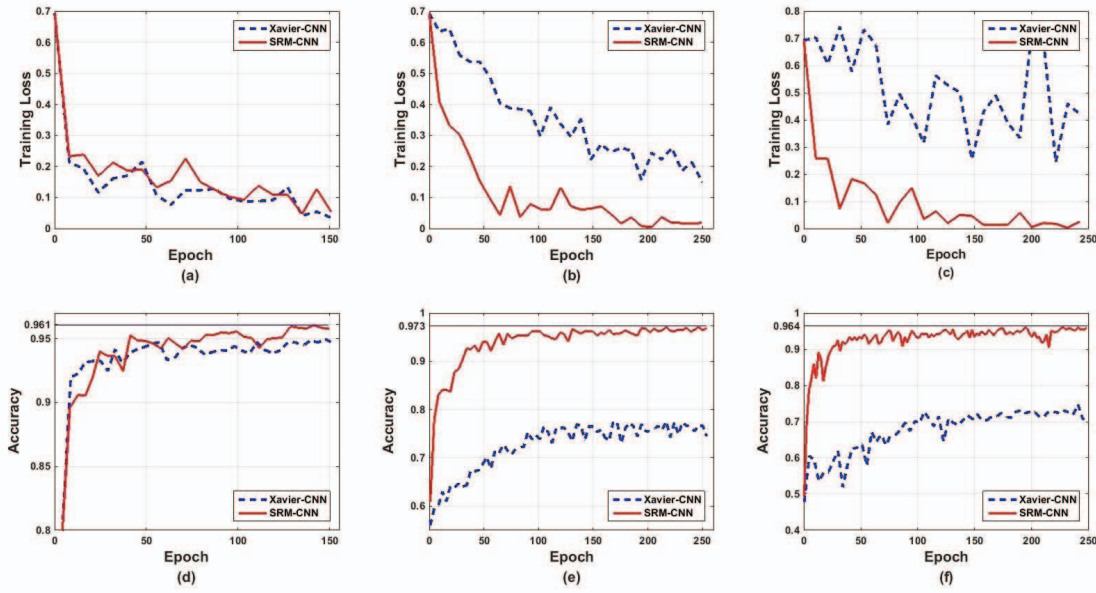 0.7
0.6
0.5
0.4
0.3
0.2
0.1
0
0 50 100 150
Training Loss
Epoch
Xavier-CNN
SRM-CNN
(a)
0.7
0.6
0.5
0.4
0.3
0.2
0.1
0
0 50 100 150 200 250
Training Loss
Epoch
Xavier-CNN
SRM-CNN
(b)
0.8
0.7
0.6
0.5
0.4
0.3
0.2
0.1
0
0 50 100 150 200 250
Training Loss
Epoch
Xavier-CNN
SRM-CNN
(c)
0.961
0.95
0.9
0.85
0.8
0 50 100 150
Accuracy
Epoch
Xavier-CNN
SRM-CNN
(d)
1
0.973
0.9
0.8
0.7
0.6
0 50 100 150 200 250
Accuracy
Epoch
Xavier-CNN
SRM-CNN
(e)
1
0.964
0.9
0.8
0.7
0.6
0.5
0.4
0 50 100 150 200 250
Accuracy
Epoch
Xavier-CNN
SRM-CNN
(f)